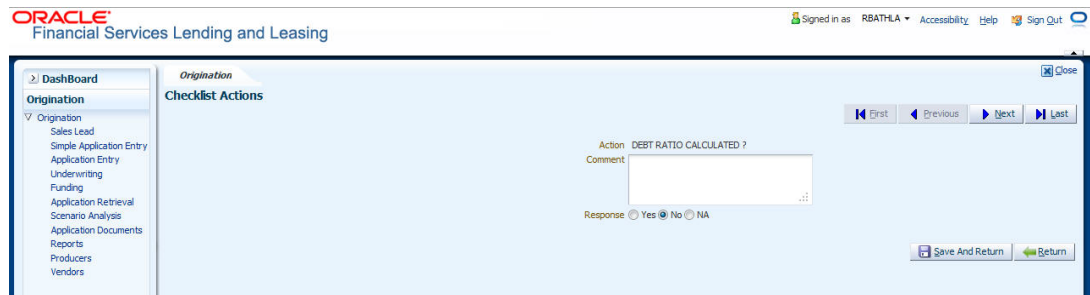 ORACLE
Financial Services Lending and Leasing
Signed in as RBATHLA Accessibility Help Sign Out
Close
DashBoard
Origination
Origination
Sales Lead
Simple Application Entry
Application Entry
Underwriting
Funding
Application Retrieval
Scenario Analysis
Application Documents
Reports
Producers
Vendors
Origination
Checklist Actions
First Previous Next Last
Action DEBT RATIO CALCULATED ?
Comment
Response Yes No NA
Save And Return Return